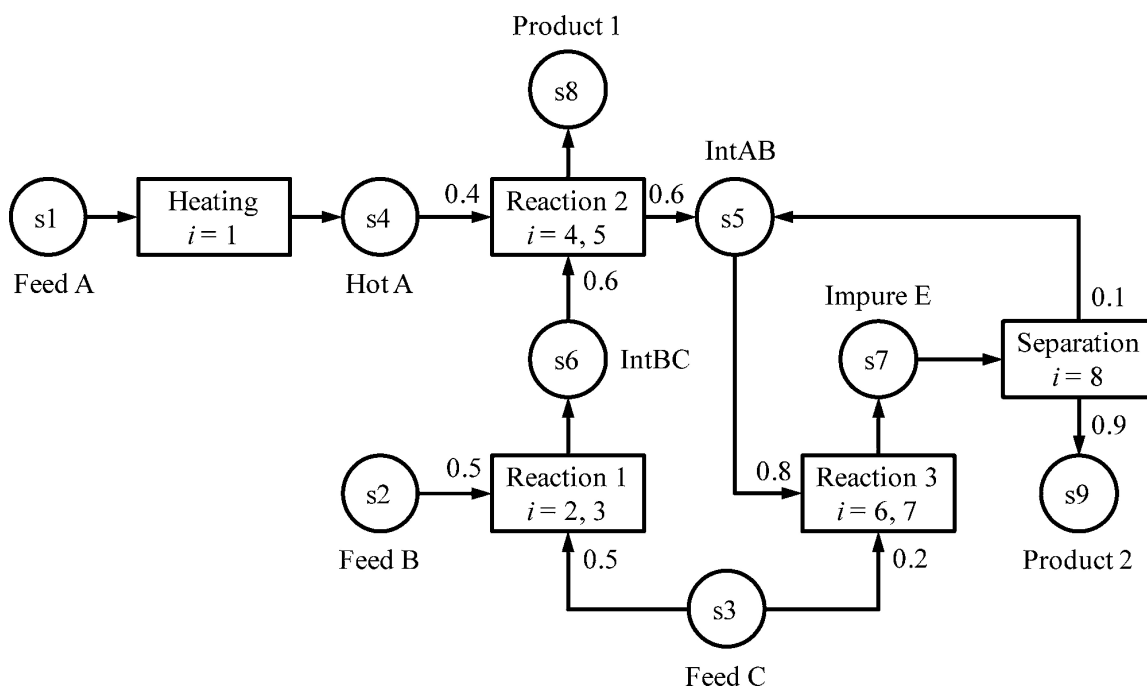 Product 1
s8
IntAB
s1
Heating
i = 1
s4
0.4
Reaction 2
i = 4, 5
0.6
s5
Feed A
Hot A
0.6
Impure E
0.1
s6
IntBC
s7
Separation
i = 8
0.9
s2
0.5
Reaction 1
i = 2, 3
0.8
Reaction 3
i = 6, 7
s9
Feed B
0.5
s3
0.2
Product 2
Feed C